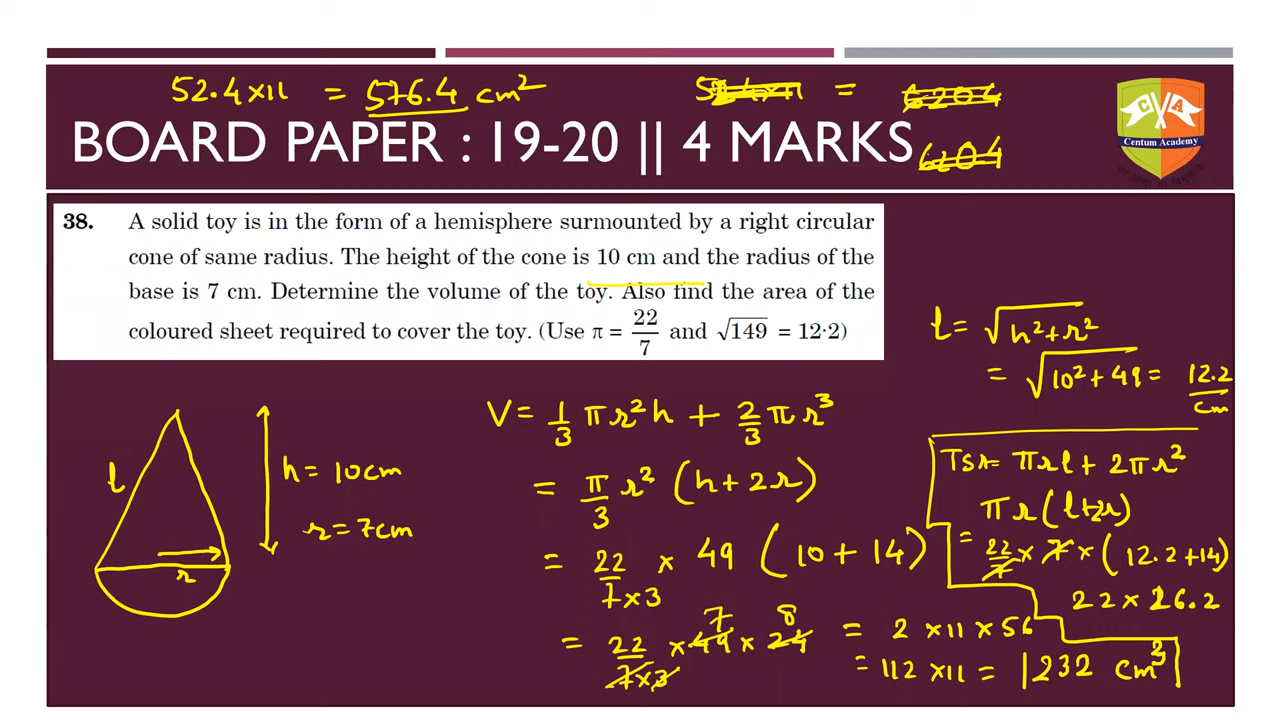 52.4×11 = 576.4 cm²
=
6204
BOARD PAPER : 19-20 || 4 MARKS
6204
C A
Centum Academy
38. A solid toy is in the form of a hemisphere surmounted by a right circular
cone of same radius. The height of the cone is 10 cm and the radius of the
base is 7 cm. Determine the volume of the toy. Also find the area of the
coloured sheet required to cover the toy. (Use π = 22/7 and √149 = 12·2)
l
h = 10cm
r = 7cm
r
V = 1/3 πr²h + 2/3 πr³
= π/3 r² (h + 2r)
= 22/7×3 × 49 (10 + 14)
= 22/7×3 × 49 × 24
7 8
= 2 × 11 × 56
= 112 × 11 = 1232 cm³
l = √h²+r²
= √10²+49 = 12.2 cm
TSA = πrl + 2πr²
πr (l+2r)
= 22/7 × 7 × (12.2+14)
22 × 26.2